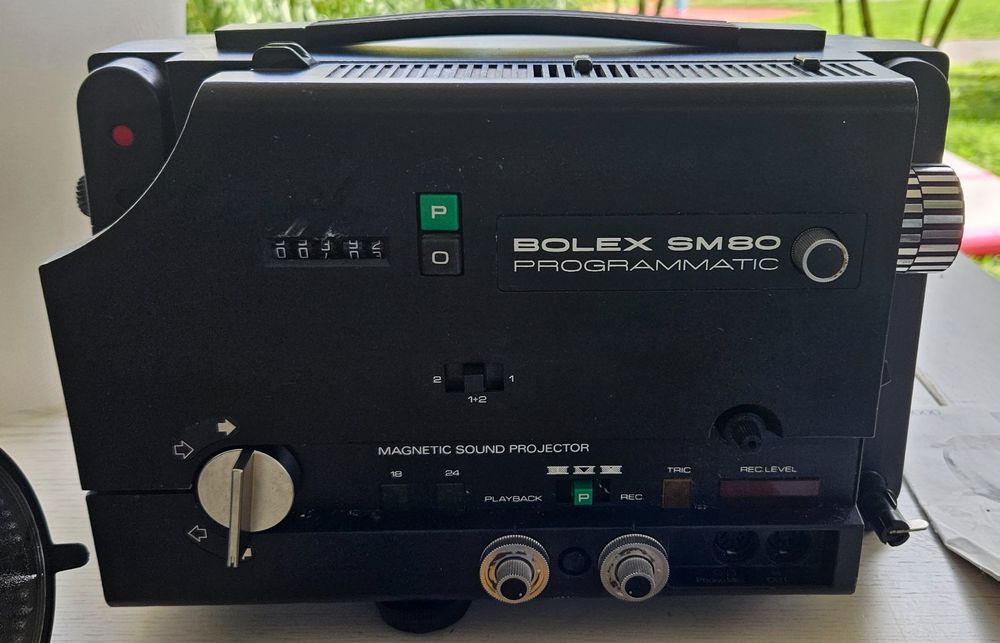 P
O
BOLEX SM80
PROGRAMMATIC
2 1
1+2
MAGNETIC SOUND PROJECTOR
18 24
TRIC REC.LEVEL
PLAYBACK P REC